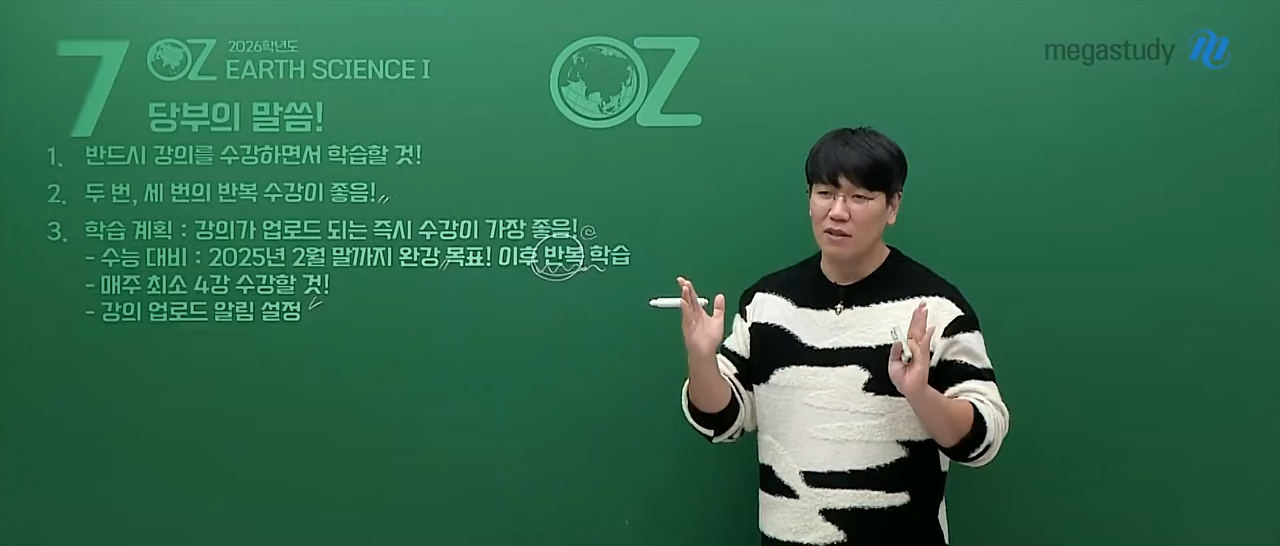 7
OZ 2026학년도
EARTH SCIENCE I
당부의 말씀!
1. 반드시 강의를 수강하면서 학습할 것!
2. 두 번, 세 번의 반복 수강이 좋음!
3. 학습 계획 : 강의가 업로드 되는 즉시 수강이 가장 좋음!
- 수능 대비 : 2025년 2월 말까지 완강 목표! 이후 반복 학습
- 매주 최소 4강 수강할 것!
- 강의 업로드 알림 설정
OZ
megastudy